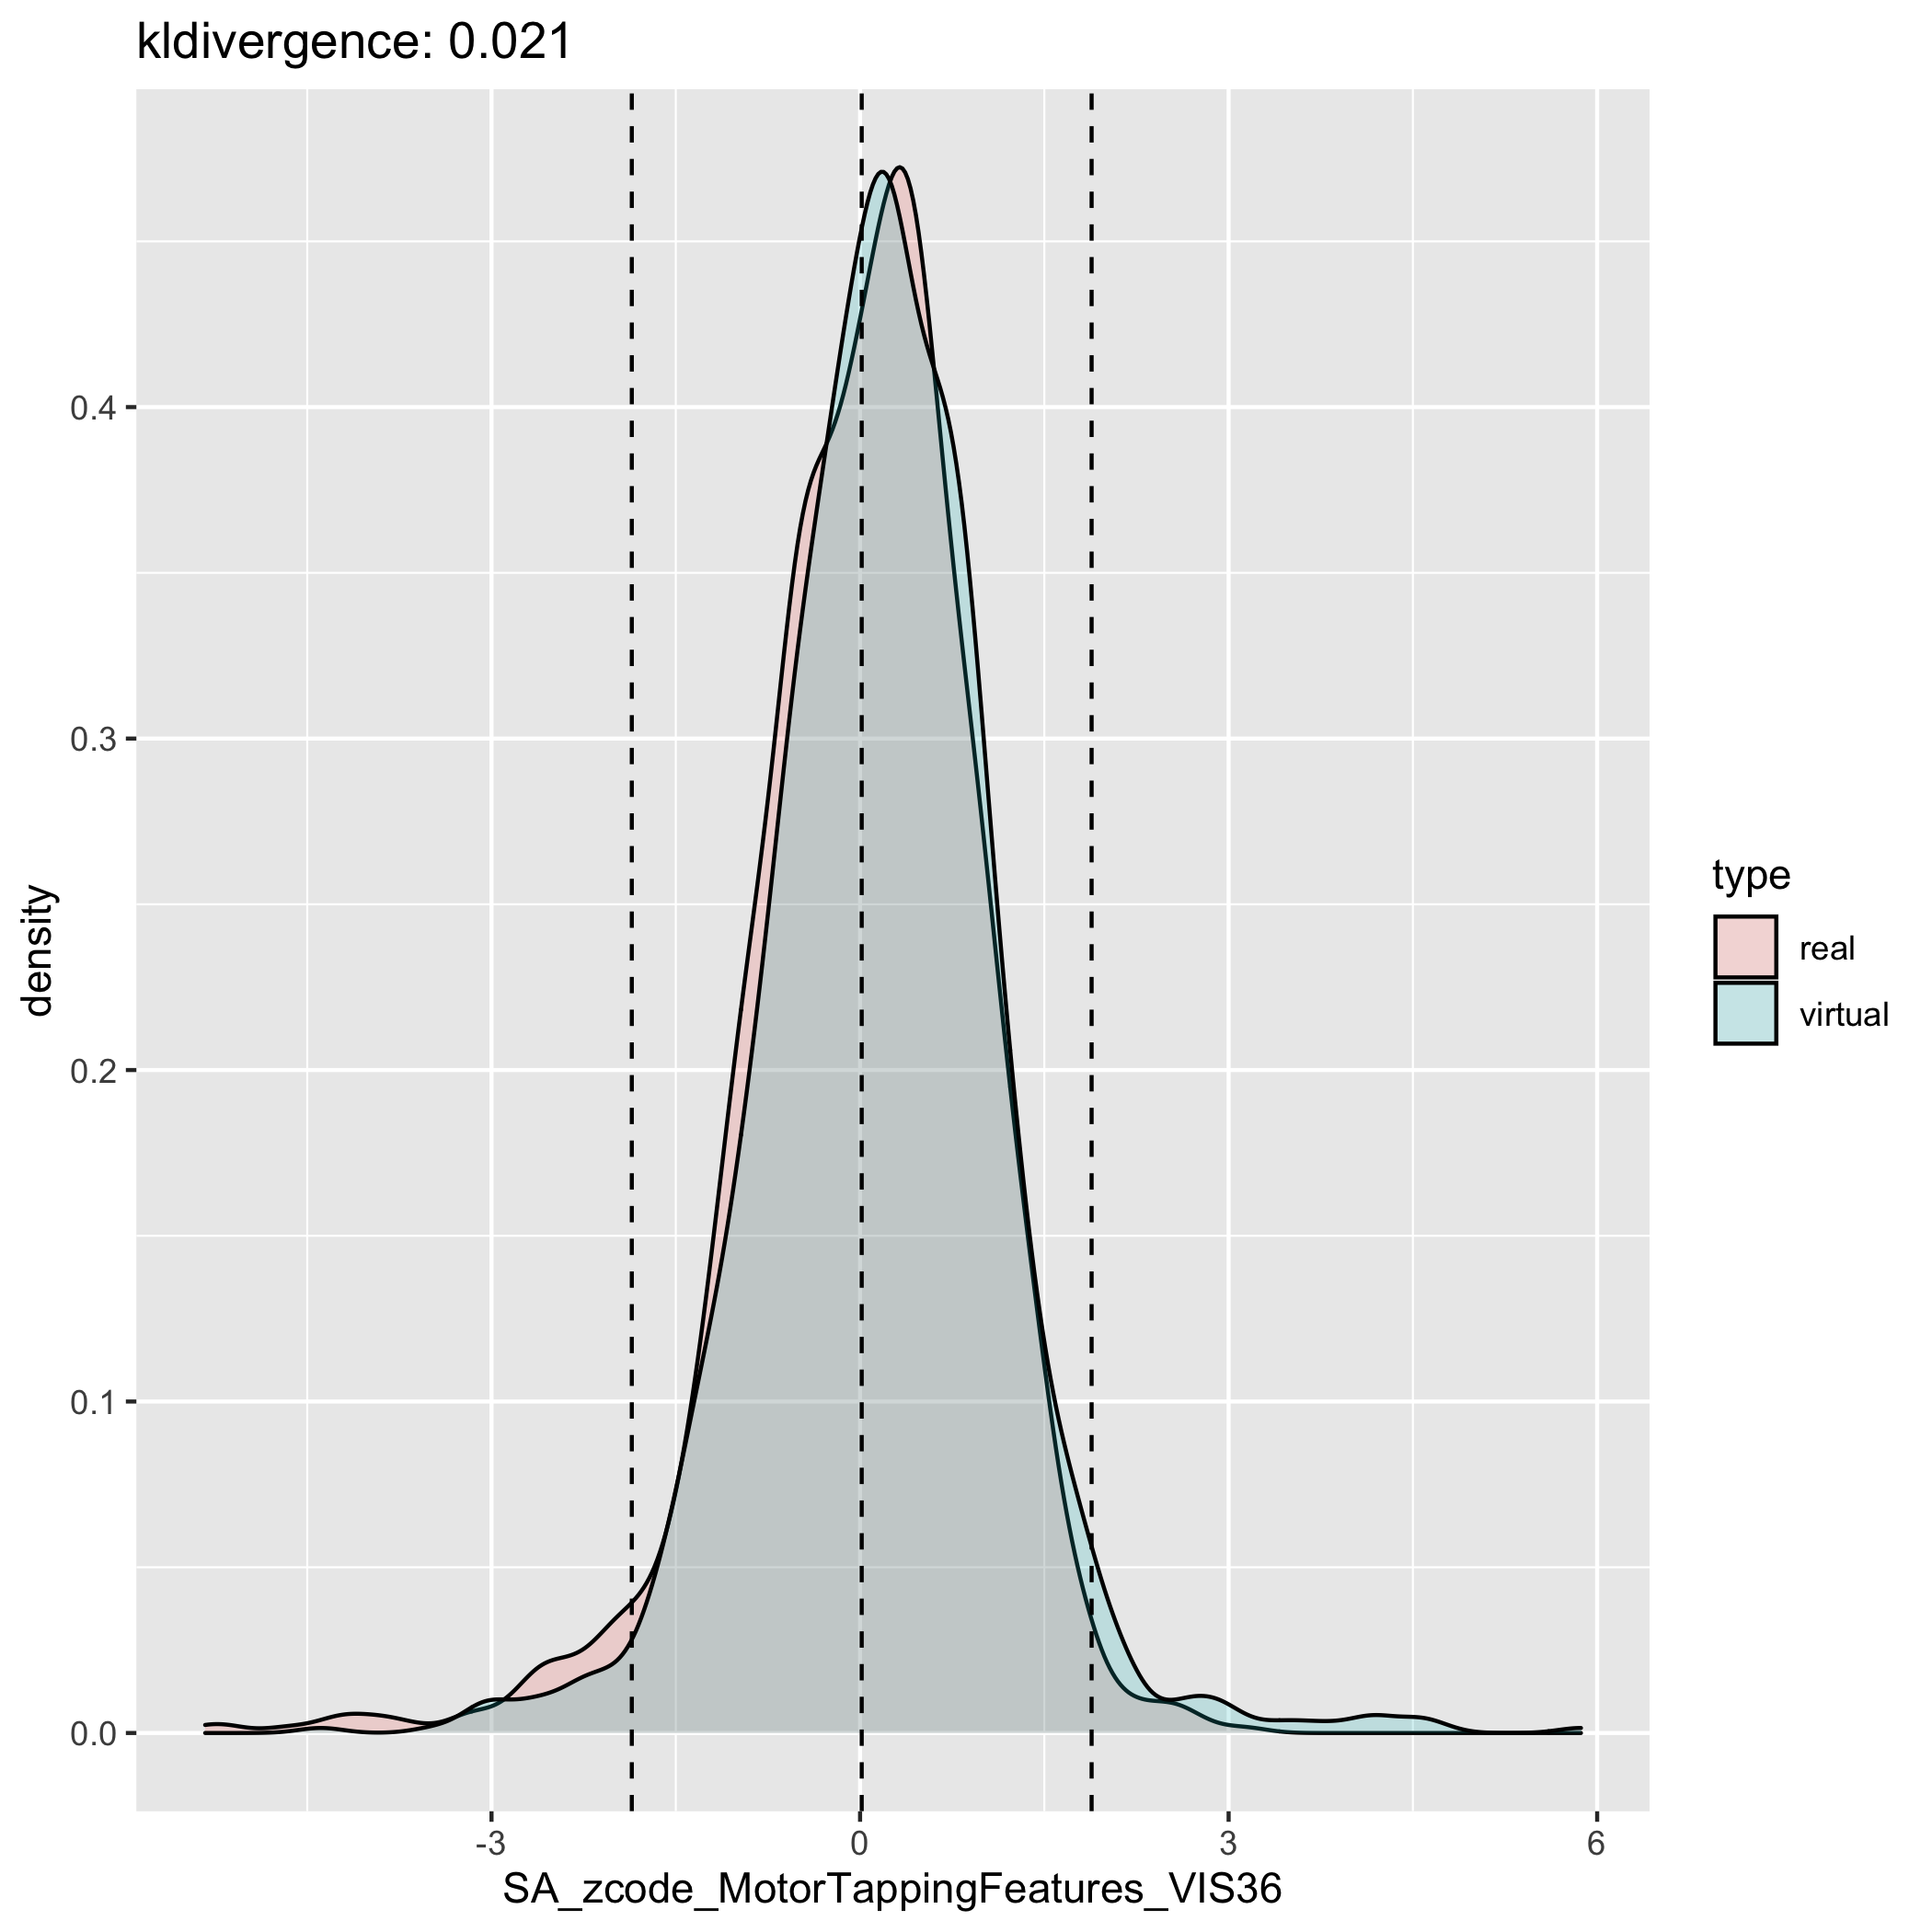 kldivergence: 0.021
density
0.4
0.3
0.2
0.1
0.0
-3 0 3 6
SA_zcode_MotorTappingFeatures_VIS36
type
real
virtual